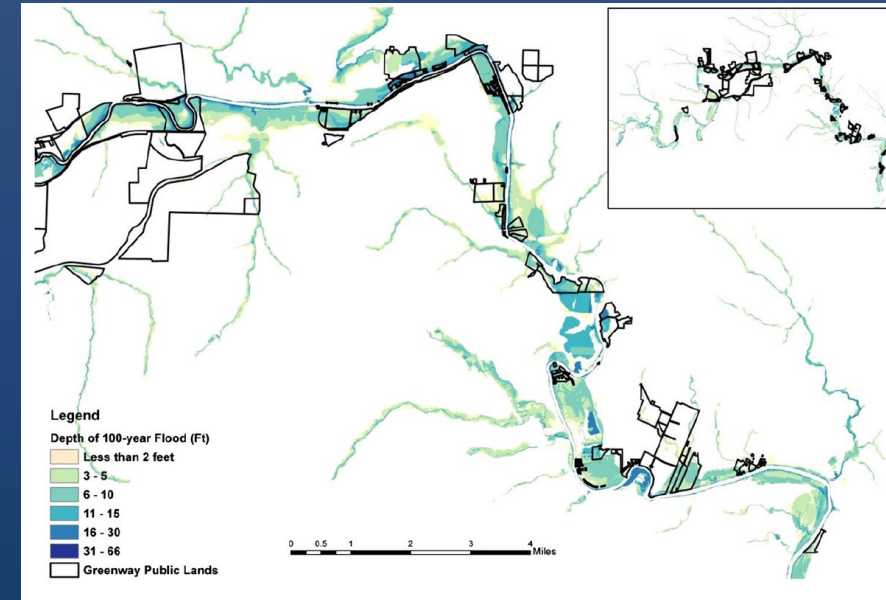 Legend
Depth of 100-year Flood (Ft)
Less than 2 feet
3 - 5
6 - 10
11 - 15
16 - 30
31 - 66
Greenway Public Lands
0 0.5 1 2 3 4
Miles